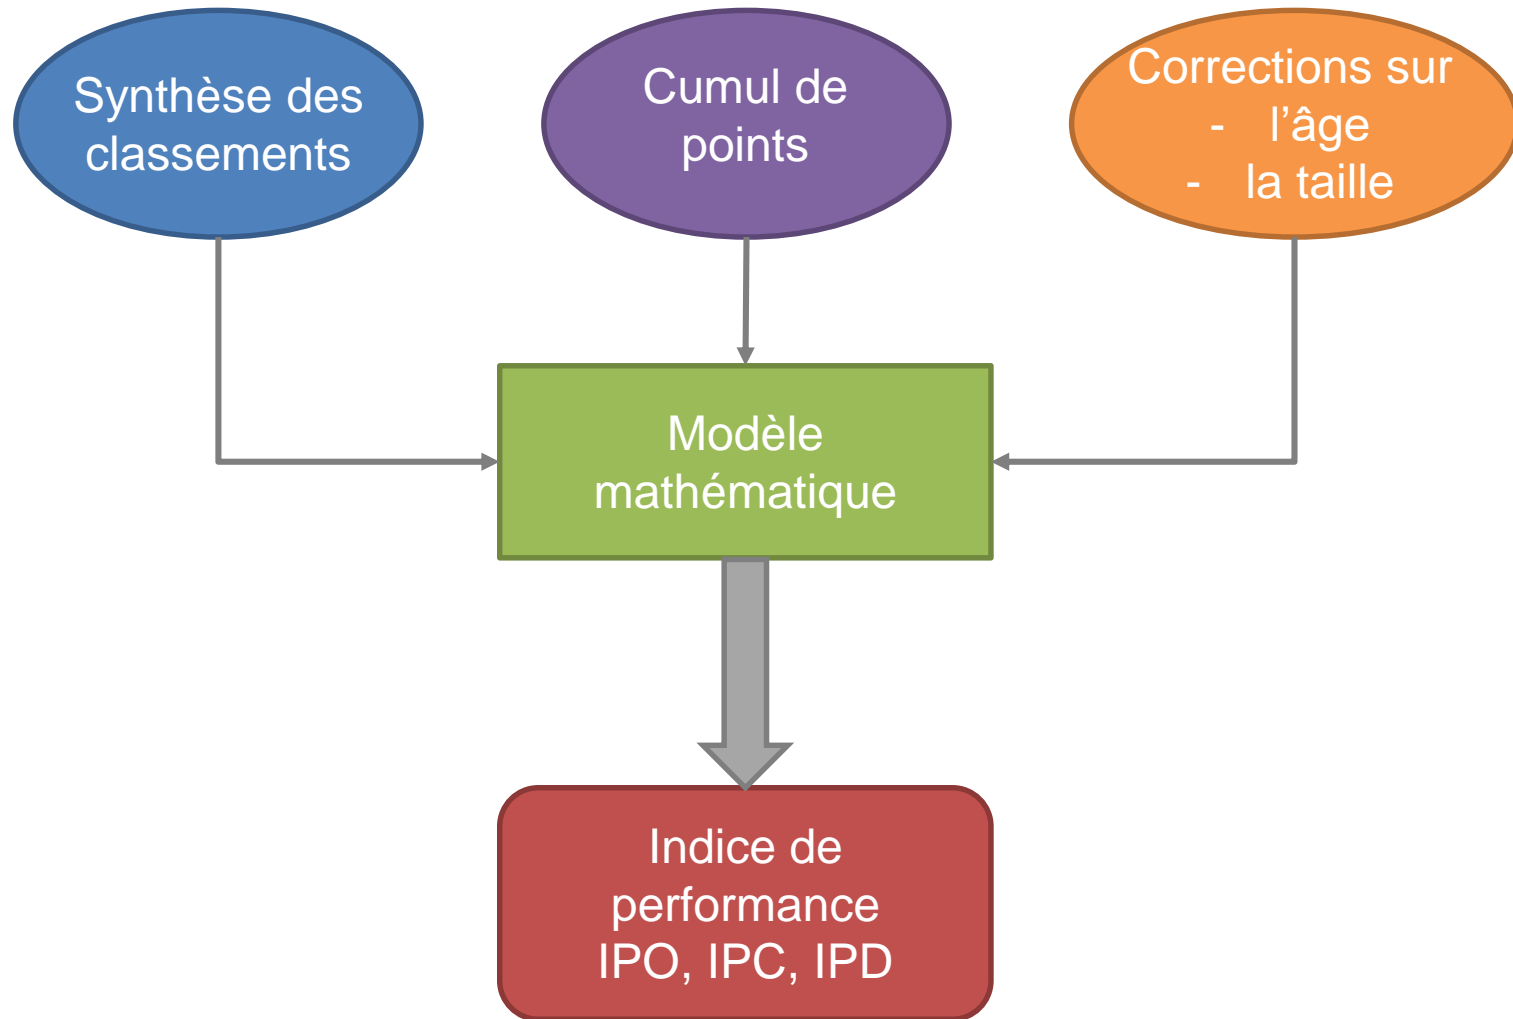 Synthèse des
classements
Cumul de
points
Corrections sur
- l’âge
- la taille
Modèle
mathématique
Indice de
performance
IPO, IPC, IPD